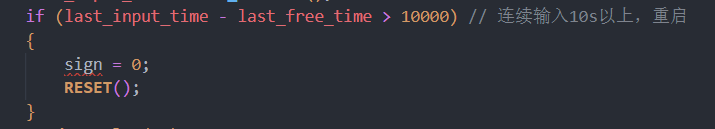 if (last_input_time - last_free_time > 10000) // 连续输入10s以上，重启
{
sign = 0;
RESET();
}